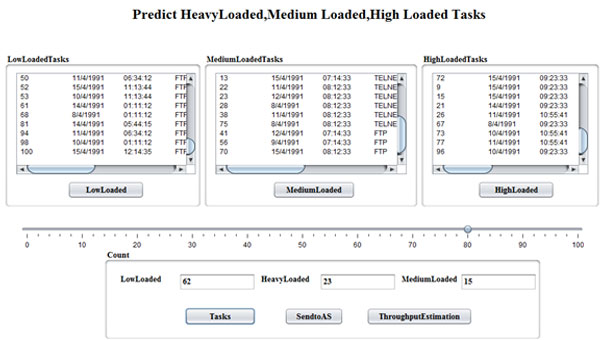 Predict HeavyLoaded,Medium Loaded,High Loaded Tasks
LowLoadedTasks
50 11/4/1991 06:34:12 FTP
52 15/4/1991 11:13:44 FTP
53 10/4/1991 11:13:44 FTP
61 14/4/1991 01:11:12 FTP
68 8/4/1991 01:11:12 FTP
81 14/4/1991 05:44:15 FTP
94 11/4/1991 06:34:12 FTP
98 10/4/1991 01:11:12 FTP
100 15/4/1991 12:14:35 FTP
LowLoaded
MediumLoadedTasks
13 15/4/1991 07:14:33 TELNE
22 11/4/1991 08:12:33 TELNE
23 12/4/1991 08:12:33 TELNE
28 8/4/1991 08:12:33 TELNE
38 11/4/1991 08:12:33 TELNE
75 8/4/1991 08:12:33 TELNE
41 12/4/1991 07:14:33 FTP
56 9/4/1991 07:14:33 FTP
70 15/4/1991 08:12:33 FTP
MediumLoaded
HighLoadedTasks
72 15/4/1991 09:23:33
9 15/4/1991 09:23:33
15 15/4/1991 09:23:33
21 14/4/1991 09:23:33
26 11/4/1991 10:55:41
67 8/4/1991 09:23:33
73 10/4/1991 10:55:41
77 11/4/1991 10:55:41
96 10/4/1991 09:23:33
HighLoaded
0 10 20 30 40 50 60 70 80 90 100
Count
LowLoaded 62 HeavyLoaded 23 MediumLoaded 15
Tasks SendtoAS ThroughputEstimation